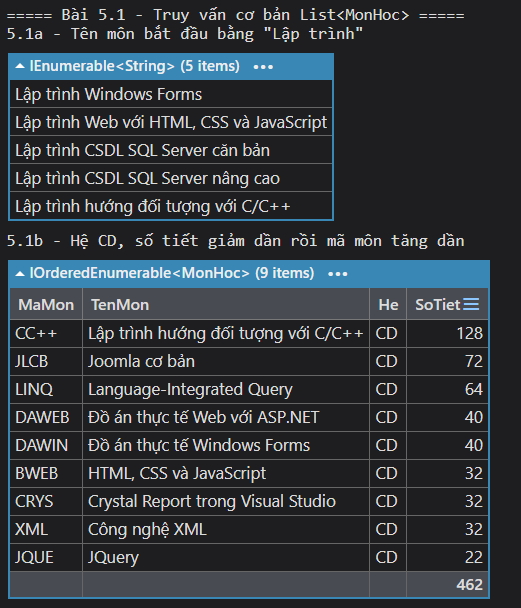 ===== Bài 5.1 - Truy vấn cơ bản List<MonHoc> =====
5.1a - Tên môn bắt đầu bằng "Lập trình"
IEnumerable<String> (5 items) •••
Lập trình Windows Forms
Lập trình Web với HTML, CSS và JavaScript
Lập trình CSDL SQL Server căn bản
Lập trình CSDL SQL Server nâng cao
Lập trình hướng đối tượng với C/C++
5.1b - Hệ CD, số tiết giảm dần rồi mã môn tăng dần
IOrderedEnumerable<MonHoc> (9 items) •••
MaMon TenMon He SoTiet
CC++ Lập trình hướng đối tượng với C/C++ CD 128
JLCB Joomla cơ bản CD 72
LINQ Language-Integrated Query CD 64
DAWEB Đồ án thực tế Web với ASP.NET CD 40
DAWIN Đồ án thực tế Windows Forms CD 40
BWEB HTML, CSS và JavaScript CD 32
CRYS Crystal Report trong Visual Studio CD 32
XML Công nghệ XML CD 32
JQUE JQuery CD 22
462